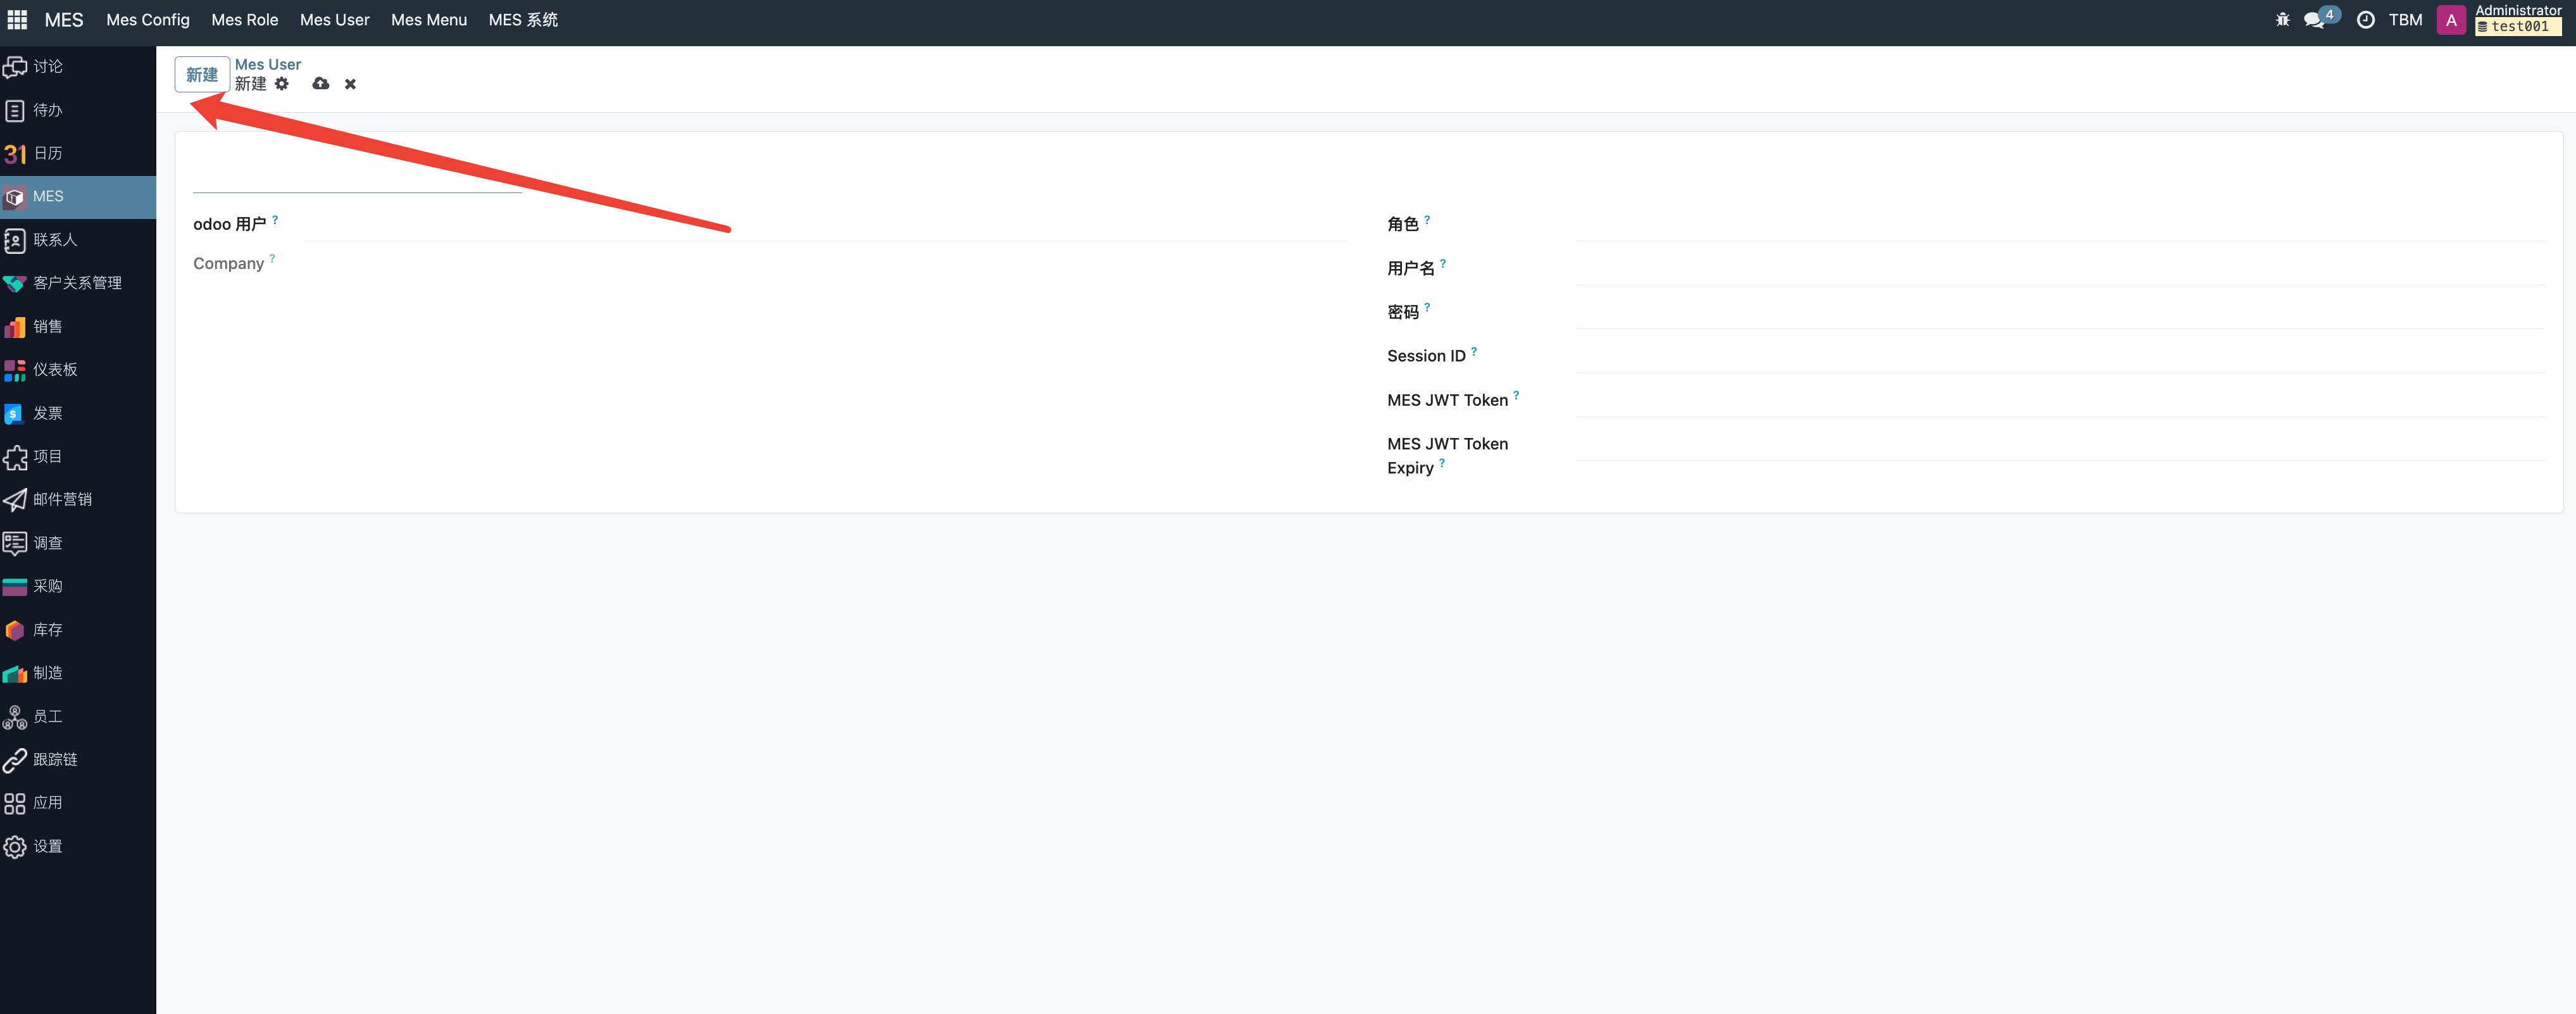 MES Mes Config Mes Role Mes User Mes Menu MES 系统 4 TBM A Administrator
test001
讨论
待办
31 日历
MES
联系人
客户关系管理
销售
仪表板
$ 发票
项目
邮件营销
调查
采购
库存
制造
员工
跟踪链
应用
设置
新建 Mes User
新建
odoo 用户 ?
Company ?
角色 ?
用户名 ?
密码 ?
Session ID ?
MES JWT Token ?
MES JWT Token
Expiry ?